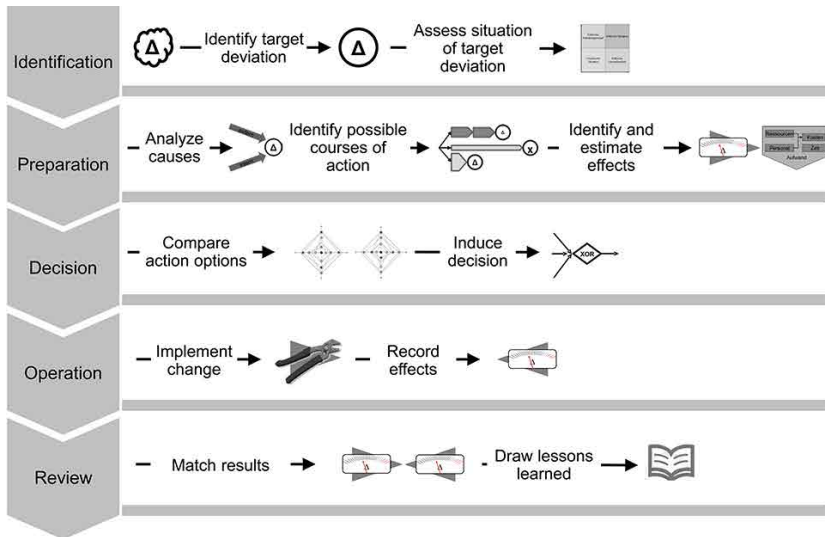 Identification
Δ
Identify target
deviation
Δ
Assess situation
of target
deviation
Preparation
Analyze
causes
Δ
Identify possible
courses of
action
Δ
X
Δ
Identify and
estimate
effects
Δ
Personal
Zeit
Aufwand
Decision
Compare
action options
Induce
decision
XOR
Operation
Implement
change
Record
effects
Review
Match results
Draw lessons
learned